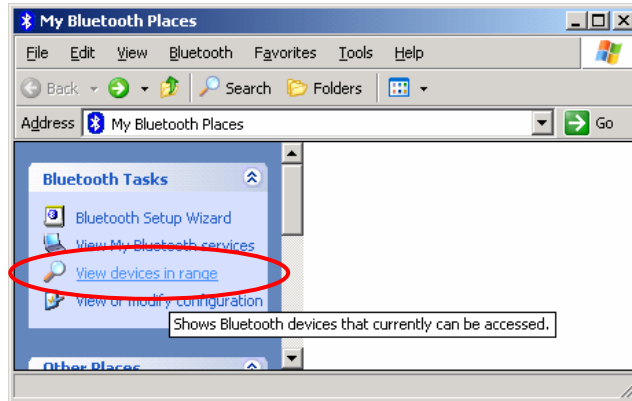 My Bluetooth Places
File Edit View Bluetooth Favorites Tools Help
Back Search Folders
Address My Bluetooth Places Go
Bluetooth Tasks
Bluetooth Setup Wizard
View My Bluetooth services
View devices in range
View or modify configuration
Shows Bluetooth devices that currently can be accessed.
Other Places